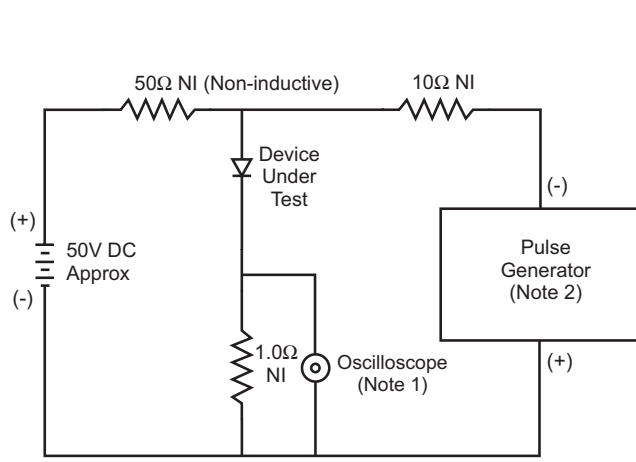 50Ω NI (Non-inductive)
10Ω NI
Device
Under
Test
(+)
50V DC
Approx
(-)
(-)
Pulse
Generator
(Note 2)
(+)
1.0Ω
NI
Oscilloscope
(Note 1)